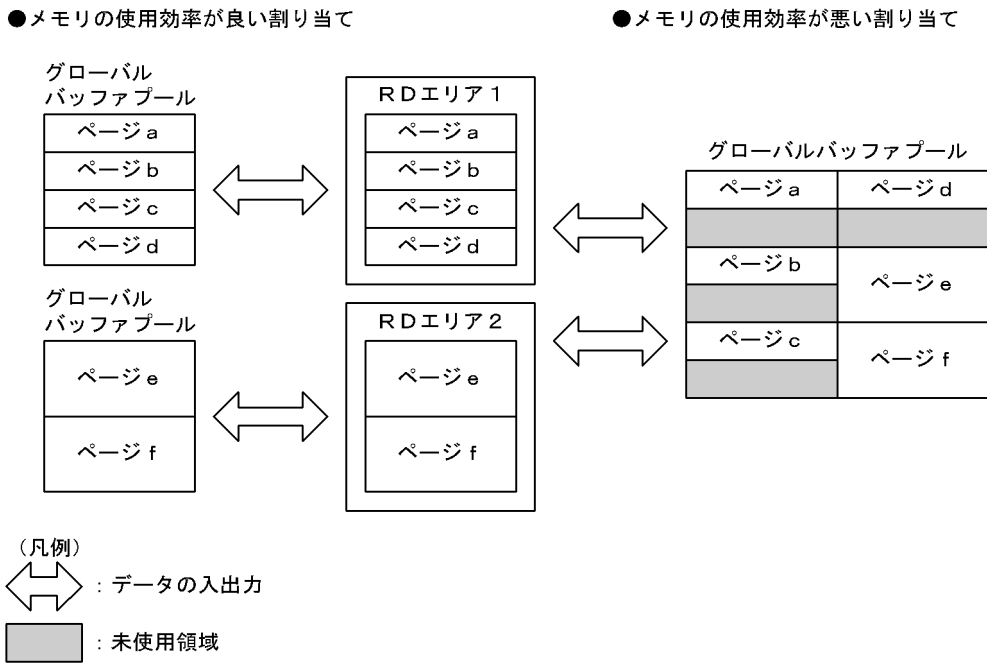 ●メモリの使用効率が良い割り当て
●メモリの使用効率が悪い割り当て
グローバル
バッファプール
ページa
ページb
ページc
ページd
RDエリア1
ページa
ページb
ページc
ページd
グローバル
バッファプール
ページe
ページf
RDエリア2
ページe
ページf
グローバルバッファプール
ページa
ページd
ページb
ページe
ページc
ページf
(凡例)
:データの入出力
:未使用領域